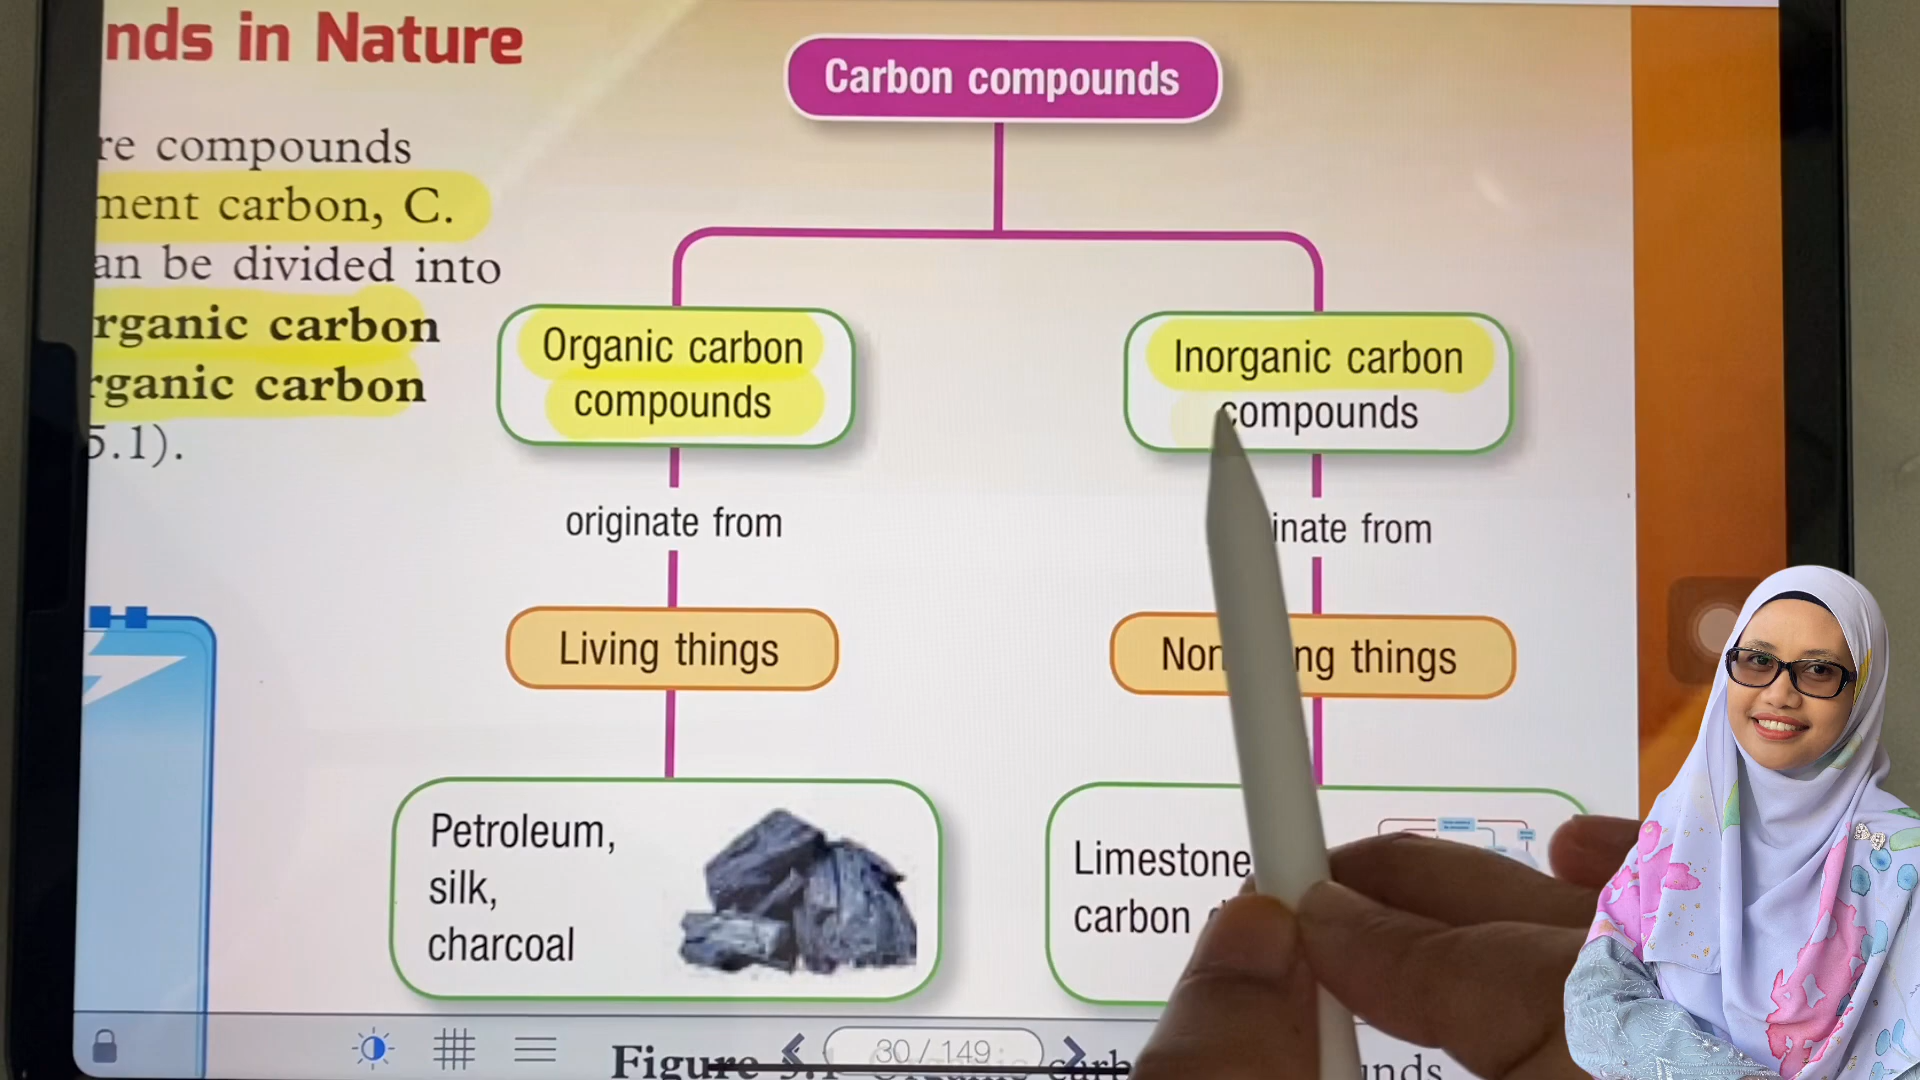 nds in Nature
re compounds
ment carbon, C.
an be divided into
rganic carbon
rganic carbon
5.1).
Carbon compounds
Organic carbon
compounds
originate from
Living things
Petroleum,
silk,
charcoal
Inorganic carbon
compounds
inate from
Non ng things
Limestone
carbon
30 / 149
Figure 5.1